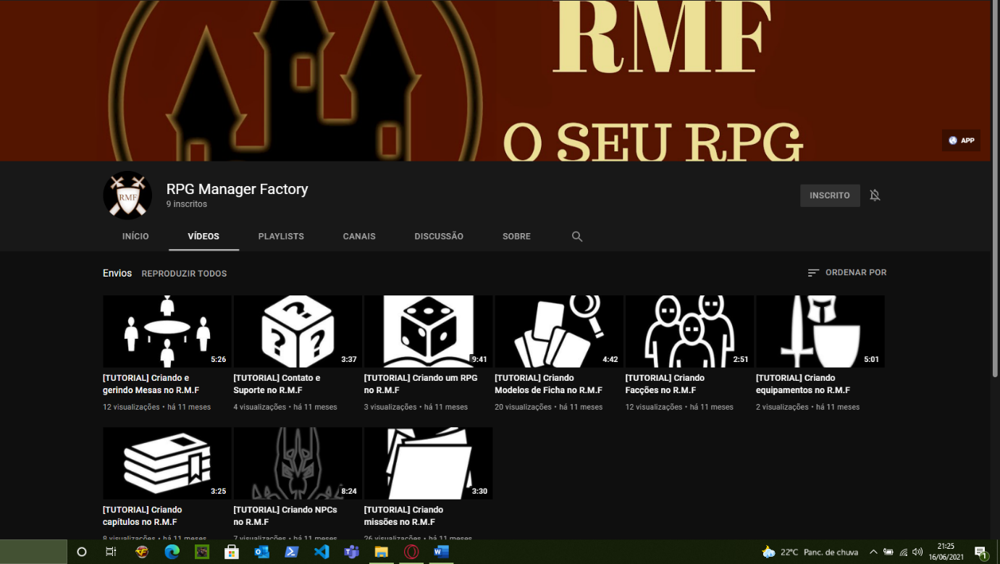 RMF
O SEU RPG
APP
RMF
RPG Manager Factory
9 inscritos
INSCRITO
INÍCIO VÍDEOS PLAYLISTS CANAIS DISCUSSÃO SOBRE
Envios REPRODUZIR TODOS ORDENAR POR
5:26 3:37 9:41 4:42 2:51 5:01
[TUTORIAL] Criando e
gerindo Mesas no R.M.F
12 visualizações • há 11 meses
[TUTORIAL] Contato e
Suporte no R.M.F
4 visualizações • há 11 meses
[TUTORIAL] Criando um RPG
no R.M.F
3 visualizações • há 11 meses
[TUTORIAL] Criando
Modelos de Ficha no R.M.F
20 visualizações • há 11 meses
[TUTORIAL] Criando
Facções no R.M.F
12 visualizações • há 11 meses
[TUTORIAL] Criando
equipamentos no R.M.F
2 visualizações • há 11 meses
3:25 8:24 3:30
[TUTORIAL] Criando
capítulos no R.M.F
8 visualizações • há 11 meses
[TUTORIAL] Criando NPCs
no R.M.F
7 visualizações • há 11 meses
[TUTORIAL] Criando
missões no R.M.F
26 visualizações • há 11 meses
22°C Panc. de chuva
21:25
16/06/2021
1